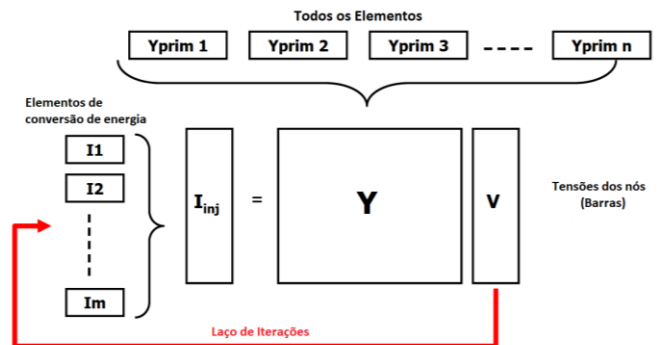 Todos os Elementos
Yprim 1 Yprim 2 Yprim 3 Yprim n
Elementos de
conversão de energia
I1
I2
Im
Iinj = Y V
Tensões dos nós
(Barras)
Laço de Iterações